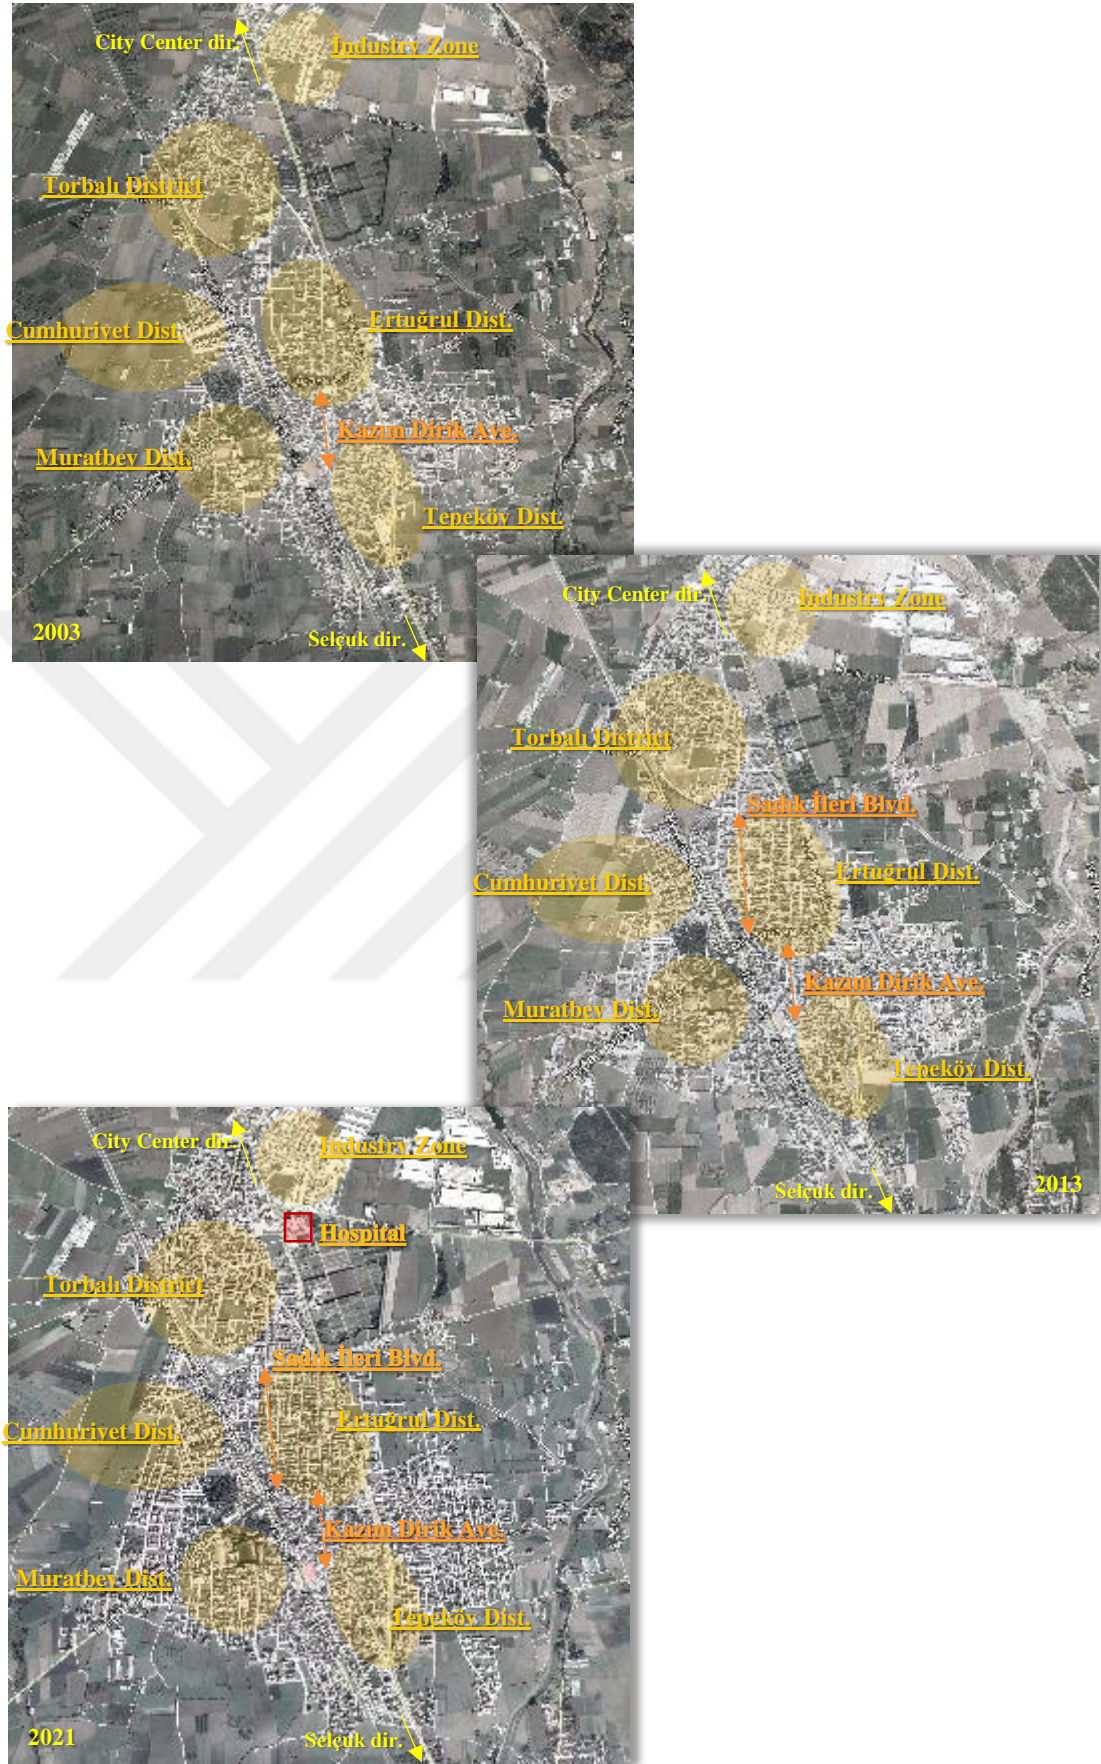 City Center dir.
Industry Zone
Torbalı District
Cumhuriyet Dist.
Ertuğrul Dist.
Kazım Dirik Ave.
Muratbey Dist.
Tepeköy Dist.
2003
Selçuk dir.
City Center dir.
Industry Zone
Torbalı District
Sadık İleri Blvd.
Cumhuriyet Dist.
Ertuğrul Dist.
Kazım Dirik Ave.
Muratbey Dist.
Tepeköy Dist.
Selçuk dir.
2013
City Center dir.
Industry Zone
Hospital
Torbalı District
Sadık İleri Blvd.
Cumhuriyet Dist.
Ertuğrul Dist.
Kazım Dirik Ave.
Muratbey Dist.
Tepeköy Dist.
2021
Selçuk dir.